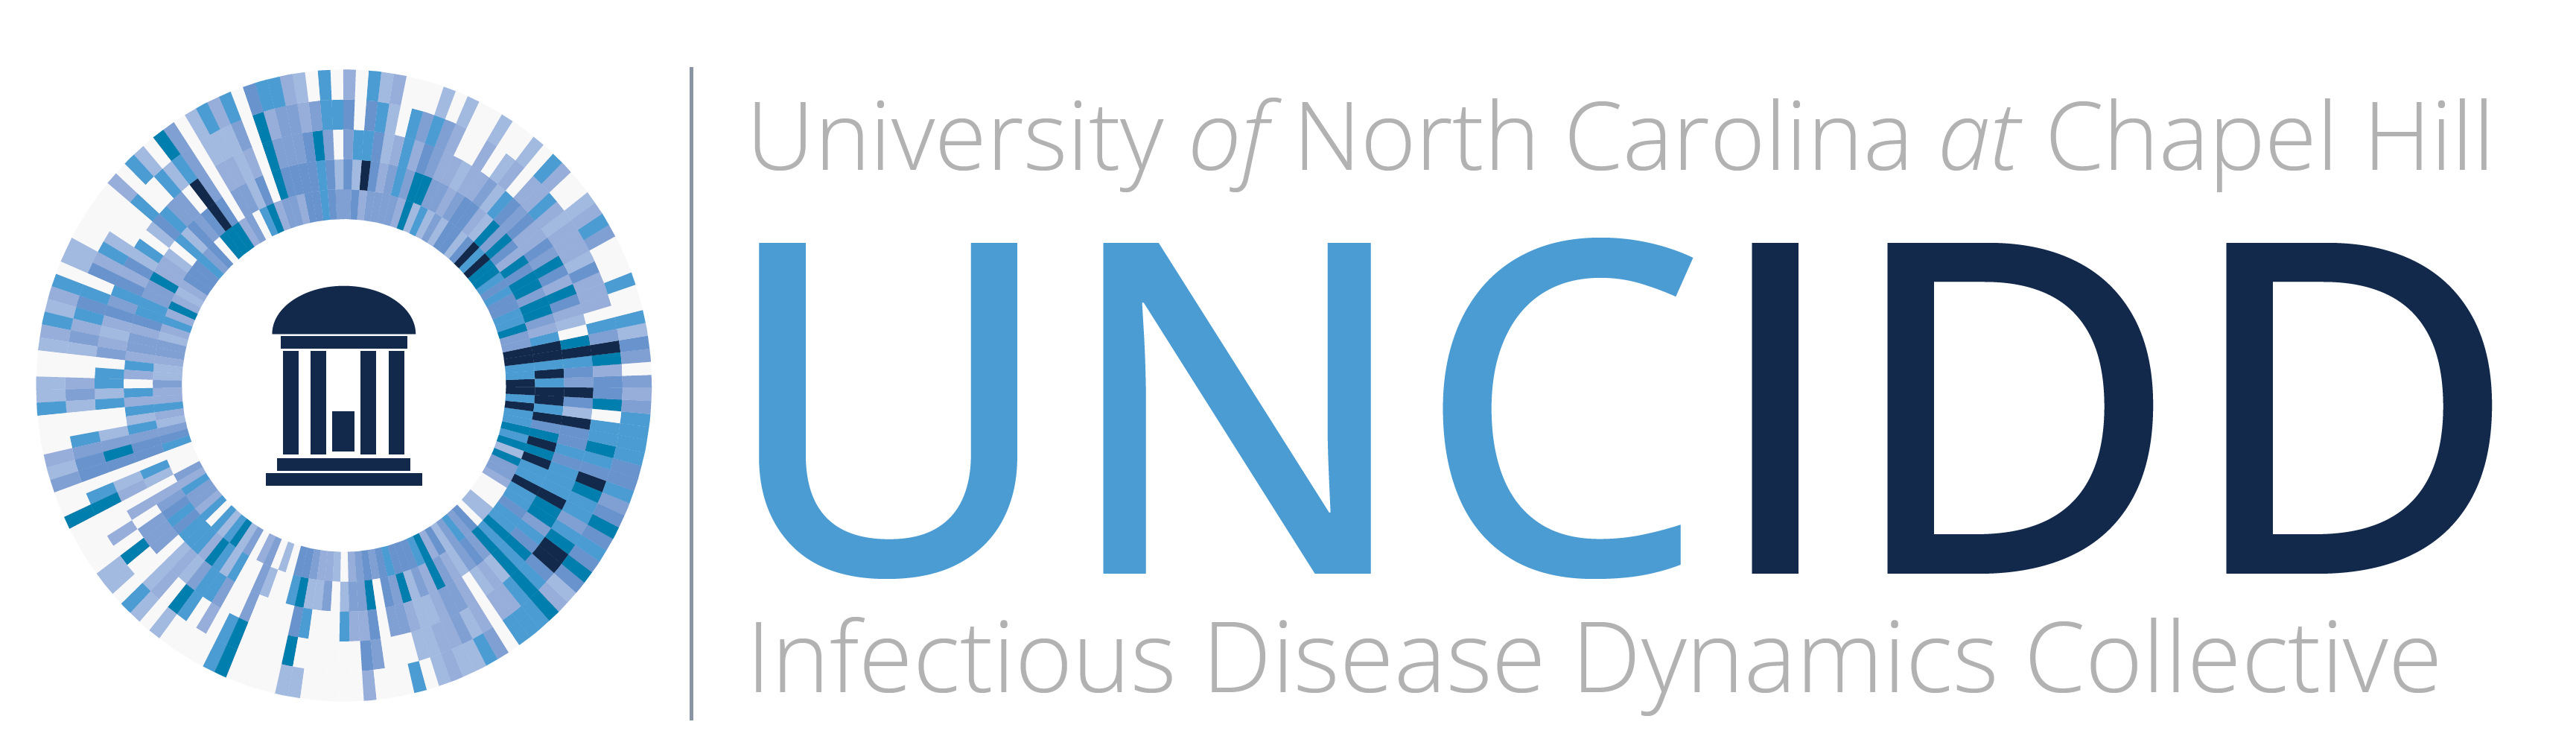 University of North Carolina at Chapel Hill
UNCIDD
Infectious Disease Dynamics Collective